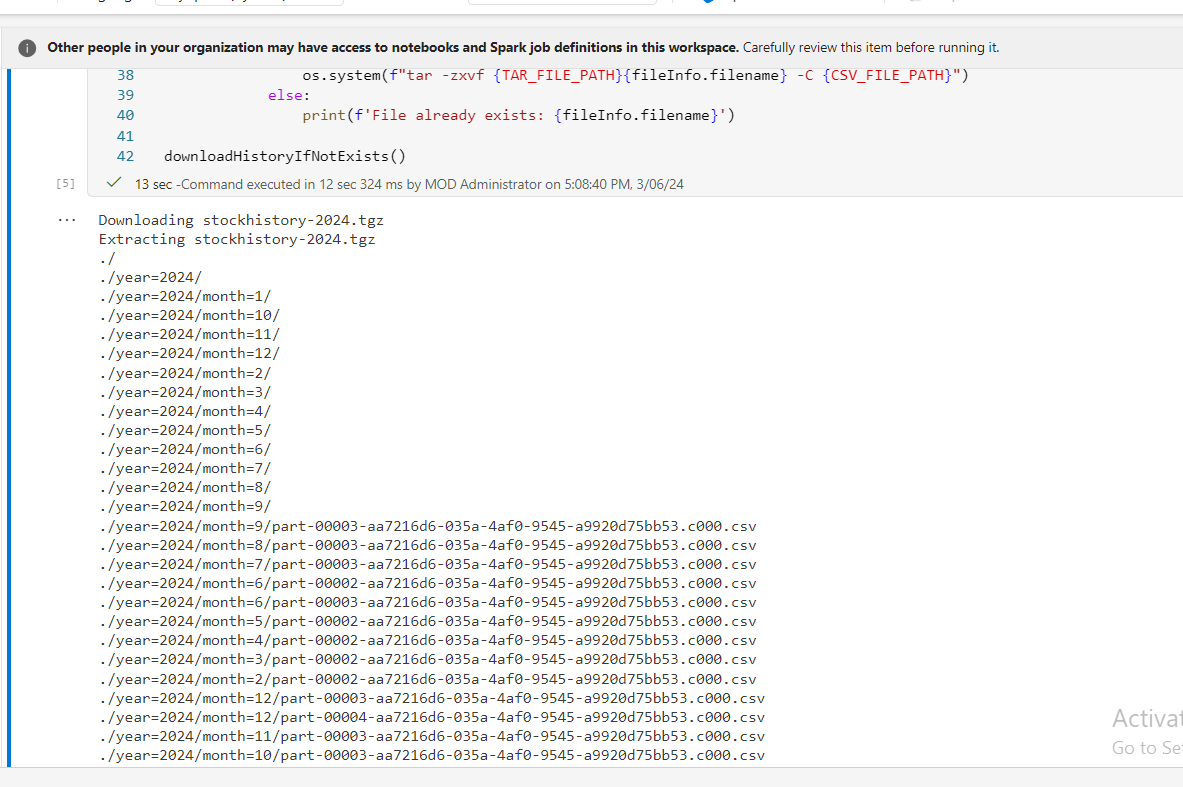 Other people in your organization may have access to notebooks and Spark job definitions in this workspace. Carefully review this item before running it.
38 os.system(f"tar -zxvf {TAR_FILE_PATH}{fileInfo.filename} -C {CSV_FILE_PATH}")
39 else:
40 print(f'File already exists: {fileInfo.filename}')
41
42 downloadHistoryIfNotExists()
[5] 13 sec -Command executed in 12 sec 324 ms by MOD Administrator on 5:08:40 PM, 3/06/24
... Downloading stockhistory-2024.tgz
Extracting stockhistory-2024.tgz
./
./year=2024/
./year=2024/month=1/
./year=2024/month=10/
./year=2024/month=11/
./year=2024/month=12/
./year=2024/month=2/
./year=2024/month=3/
./year=2024/month=4/
./year=2024/month=5/
./year=2024/month=6/
./year=2024/month=7/
./year=2024/month=8/
./year=2024/month=9/
./year=2024/month=9/part-00003-aa7216d6-035a-4af0-9545-a9920d75bb53.c000.csv
./year=2024/month=8/part-00003-aa7216d6-035a-4af0-9545-a9920d75bb53.c000.csv
./year=2024/month=7/part-00003-aa7216d6-035a-4af0-9545-a9920d75bb53.c000.csv
./year=2024/month=6/part-00002-aa7216d6-035a-4af0-9545-a9920d75bb53.c000.csv
./year=2024/month=6/part-00003-aa7216d6-035a-4af0-9545-a9920d75bb53.c000.csv
./year=2024/month=5/part-00002-aa7216d6-035a-4af0-9545-a9920d75bb53.c000.csv
./year=2024/month=4/part-00002-aa7216d6-035a-4af0-9545-a9920d75bb53.c000.csv
./year=2024/month=3/part-00002-aa7216d6-035a-4af0-9545-a9920d75bb53.c000.csv
./year=2024/month=2/part-00002-aa7216d6-035a-4af0-9545-a9920d75bb53.c000.csv
./year=2024/month=12/part-00003-aa7216d6-035a-4af0-9545-a9920d75bb53.c000.csv
./year=2024/month=12/part-00004-aa7216d6-035a-4af0-9545-a9920d75bb53.c000.csv
./year=2024/month=11/part-00003-aa7216d6-035a-4af0-9545-a9920d75bb53.c000.csv
./year=2024/month=10/part-00003-aa7216d6-035a-4af0-9545-a9920d75bb53.c000.csv
Activat
Go to Se